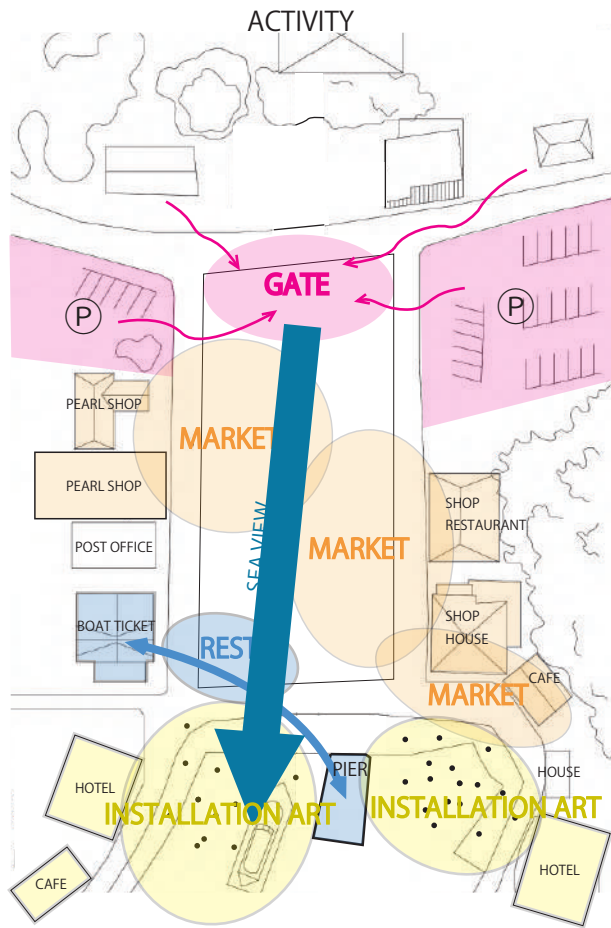 ACTIVITY
GATE
P
P
PEARL SHOP
MARKET
PEARL SHOP
SHOP
RESTAURANT
MARKET
SEA VIEW
POST OFFICE
BOAT TICKET
REST
SHOP
HOUSE
MARKET
CAFE
PIER
HOUSE
HOTEL
INSTALLATION ART
INSTALLATION ART
HOTEL
CAFE